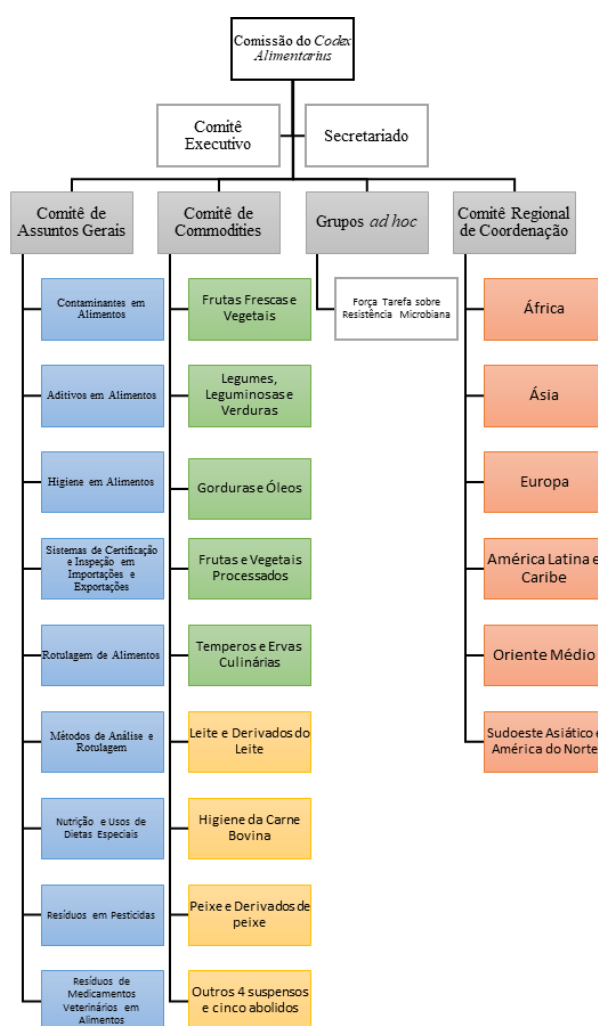 Comissão do Codex
Alimentarius
Comitê
Executivo
Secretariado
Comitê de
Assuntos Gerais
Comitê de
Commodities
Grupos ad hoc
Comitê Regional
de Coordenação
Contaminantes em
Alimentos
Aditivos em Alimentos
Higiene em Alimentos
Sistemas de Certificação
e Inspeção em
Importações e
Exportações
Rotulagem de Alimentos
Métodos de Análise e
Rotulagem
Nutrição e Usos de
Dietas Especiais
Resíduos em Pesticidas
Resíduos de
Medicamentos
Veterinários em
Alimentos
Frutas Frescas e
Vegetais
Legumes,
Leguminosas e
Verduras
Gorduras e Óleos
Frutas e Vegetais
Processados
Temperos e Ervas
Culinárias
Leite e Derivados do
Leite
Higiene da Carne
Bovina
Peixe e Derivados de
peixe
Outros 4 suspensos
e cinco abolidos
Força Tarefa sobre
Resistência Microbiana
África
Ásia
Europa
América Latina e
Caribe
Oriente Médio
Sudoeste Asiático e
América do Norte